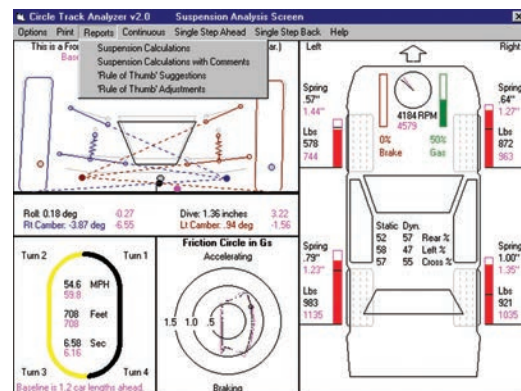 Circle Track Analyzer v2.0 Suspension Analysis Screen
Options Print Reports Continuous Single Step Ahead Single Step Back Help
Suspension Calculations
Suspension Calculations with Comments
'Rule of Thumb' Suggestions
'Rule of Thumb' Adjustments
This is a Fro
ar.)
Base
Roll: 0.18 deg -0.27 Dive: 1.36 inches 3.22
Rt Camber: -3.87 deg -6.55 Lt Camber: .94 deg -1.56
Turn 2 Turn 1
54.6 MPH
59.8
708 Feet
708
6.58 Sec
6.16
Turn 3 Turn 4
Baseline is 1.2 car lengths ahead.
Friction Circle in Gs
Accelerating
1.5 1.0 .5
Braking
Left Right
Spring
.57"
1.44"
Lbs
578
744
4184 RPM
4579
0%
Brake
50%
Gas
Spring
.64"
1.27"
Lbs
872
963
Static Dyn.
52 57 Rear %
58 47 Left %
57 55 Cross %
Spring
.79"
1.23"
Lbs
983
1135
Spring
1.00"
1.35"
Lbs
921
1035